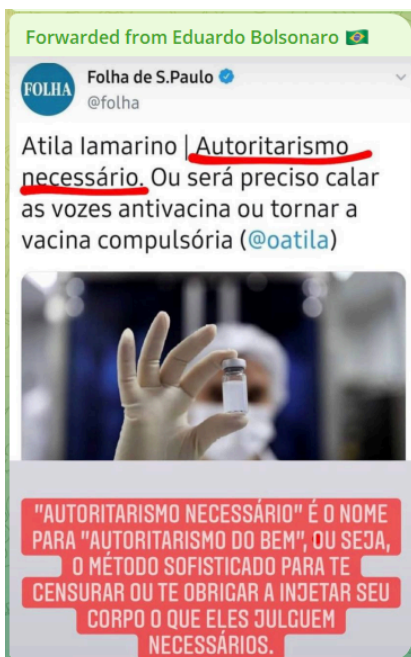 Forwarded from Eduardo Bolsonaro 🇧🇷
FOLHA
Folha de S.Paulo
@folha
Atila Iamarino | Autoritarismo
necessário. Ou será preciso calar
as vozes antivacina ou tornar a
vacina compulsória (@oatila)
"AUTORITARISMO NECESSÁRIO" É O NOME
PARA "AUTORITARISMO DO BEM", OU SEJA,
O MÉTODO SOFISTICADO PARA TE
CENSURAR OU TE OBRIGAR A INJETAR SEU
CORPO O QUE ELES JULGUEM
NECESSÁRIOS.